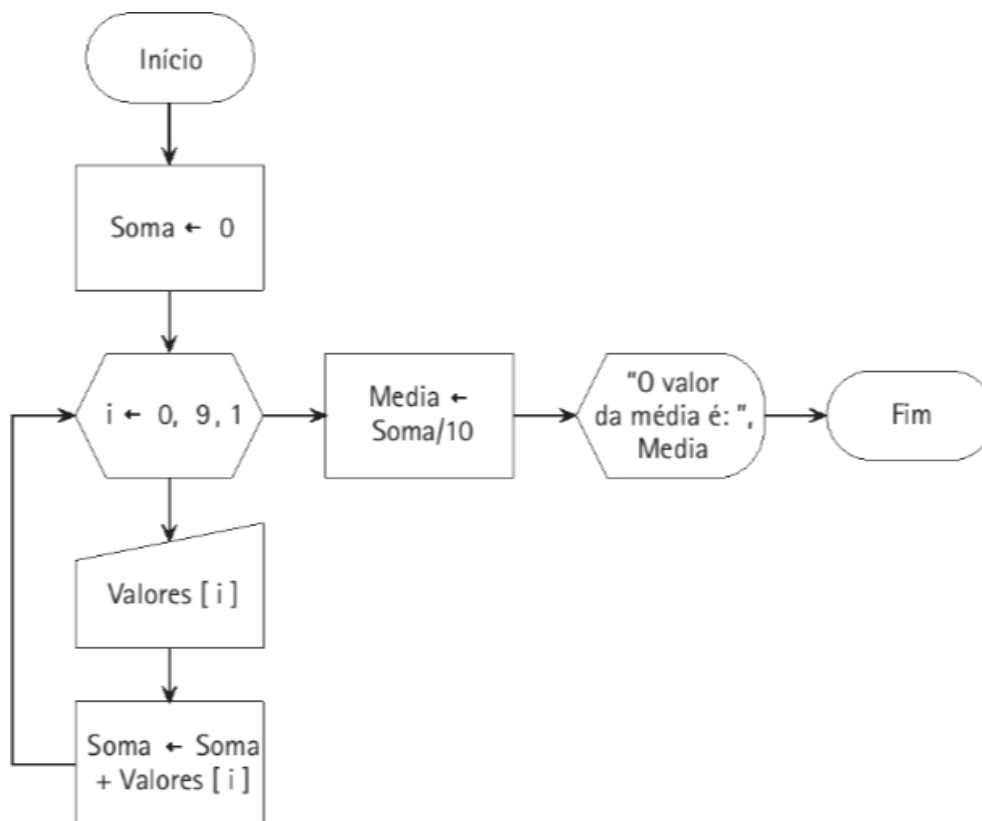 Início
Soma ← 0
i ← 0, 9, 1
Media ←
Soma/10
"O valor
da média é: ",
Media
Fim
Valores [ i ]
Soma ← Soma
+ Valores [ i ]